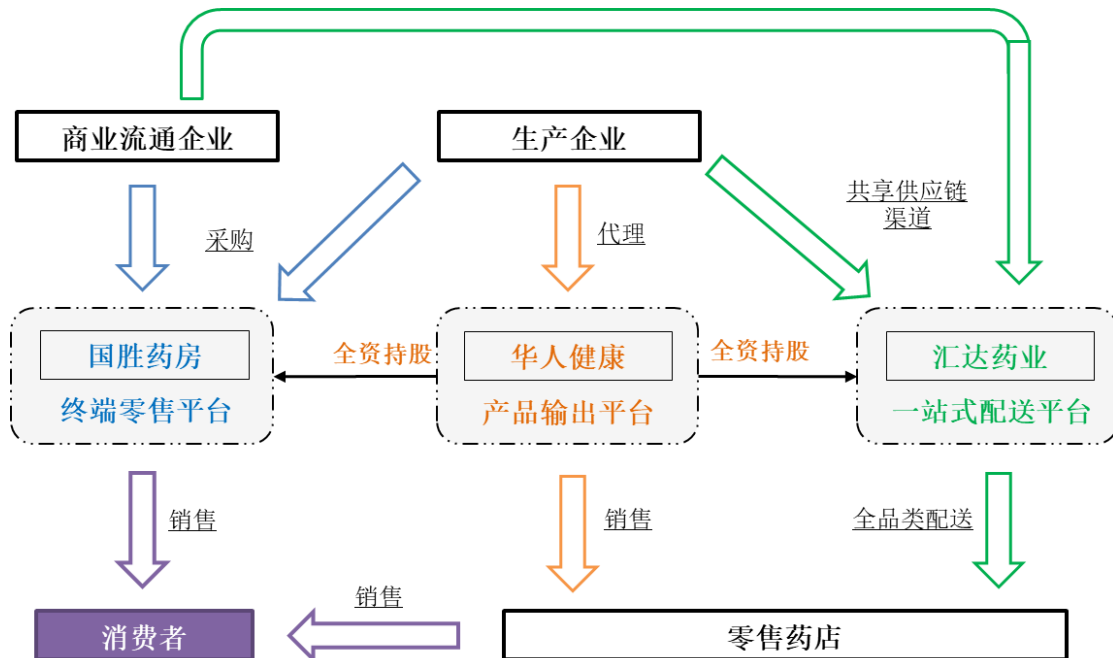 商业流通企业
生产企业
采购
代理
共享供应链
渠道
国胜药房
终端零售平台
全资持股
华人健康
产品输出平台
全资持股
汇达药业
一站式配送平台
销售
销售
全品类配送
消费者
销售
零售药店